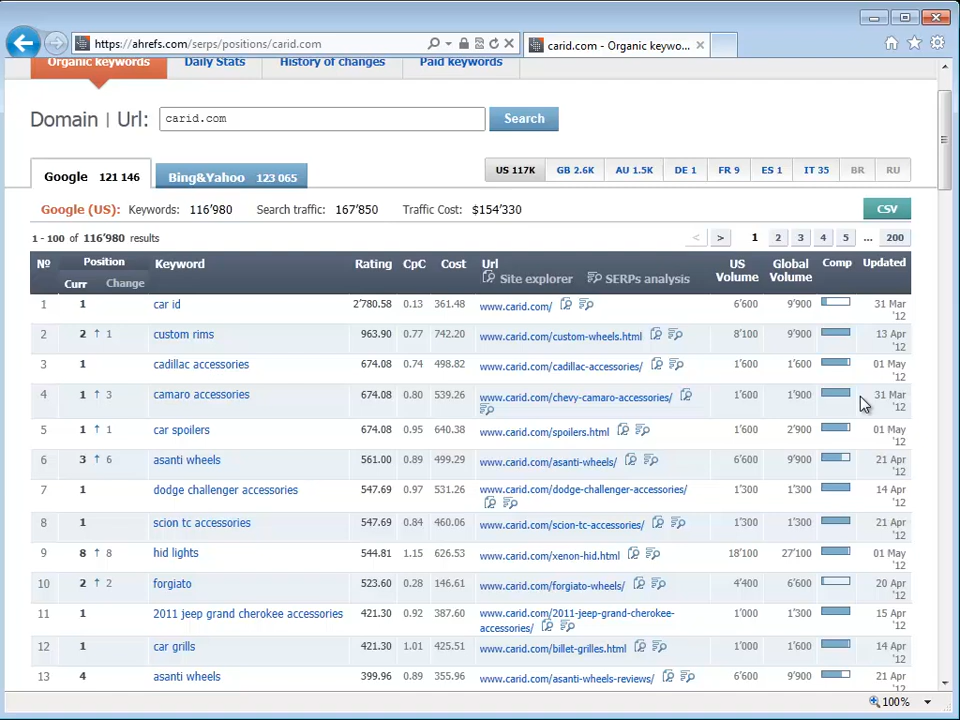 https://ahrefs.com/serps/positions/carid.com
carid.com - Organic keywo...
Organic keywords Daily Stats History of changes Paid keywords
Domain | Url: carid.com Search
Google 121 146 Bing&Yahoo 123 065 US 117K GB 2.6K AU 1.5K DE 1 FR 9 ES 1 IT 35 BR RU
Google (US): Keywords: 116'980 Search traffic: 167'850 Traffic Cost: $154'330 CSV
1 - 100 of 116'980 results < > 1 2 3 4 5 ... 200
Nº Position Keyword Rating CpC Cost Url US Volume Global Volume Comp Updated
Curr Change Site explorer SERPs analysis
1 1 car id 2'780.58 0.13 361.48 www.carid.com/ 6'600 9'900 31 Mar '12
2 2 ↑ 1 custom rims 963.90 0.77 742.20 www.carid.com/custom-wheels.html 8'100 9'900 13 Apr '12
3 1 cadillac accessories 674.08 0.74 498.82 www.carid.com/cadillac-accessories/ 1'600 1'600 01 May '12
4 1 ↑ 3 camaro accessories 674.08 0.80 539.26 www.carid.com/chevy-camaro-accessories/ 1'600 1'900 31 Mar '12
5 1 ↑ 1 car spoilers 674.08 0.95 640.38 www.carid.com/spoilers.html 1'600 2'900 01 May '12
6 3 ↑ 6 asanti wheels 561.00 0.89 499.29 www.carid.com/asanti-wheels/ 6'600 9'900 21 Apr '12
7 1 dodge challenger accessories 547.69 0.97 531.26 www.carid.com/dodge-challenger-accessories/ 1'300 1'300 14 Apr '12
8 1 scion tc accessories 547.69 0.84 460.06 www.carid.com/scion-tc-accessories/ 1'300 1'300 21 Apr '12
9 8 ↑ 8 hid lights 544.81 1.15 626.53 www.carid.com/xenon-hid.html 18'100 27'100 01 May '12
10 2 ↑ 2 forgiato 523.60 0.28 146.61 www.carid.com/forgiato-wheels/ 4'400 6'600 20 Apr '12
11 1 2011 jeep grand cherokee accessories 421.30 0.92 387.60 www.carid.com/2011-jeep-grand-cherokee-accessories/ 1'000 1'300 15 Apr '12
12 1 car grills 421.30 1.01 425.51 www.carid.com/billet-grilles.html 1'000 1'600 14 Apr '12
13 4 asanti wheels 399.96 0.89 355.96 www.carid.com/asanti-wheels-reviews/ 6'600 9'900 21 Apr '12
100%